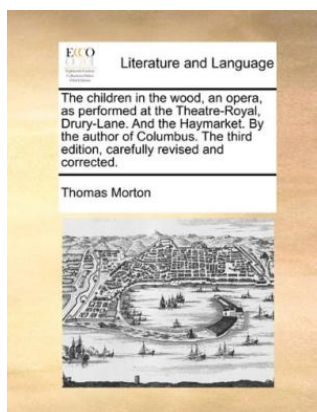 ECCO
Literature and Language
The children in the wood, an opera,
as performed at the Theatre-Royal,
Drury-Lane. And the Haymarket. By
the author of Columbus. The third
edition, carefully revised and
corrected.
Thomas Morton